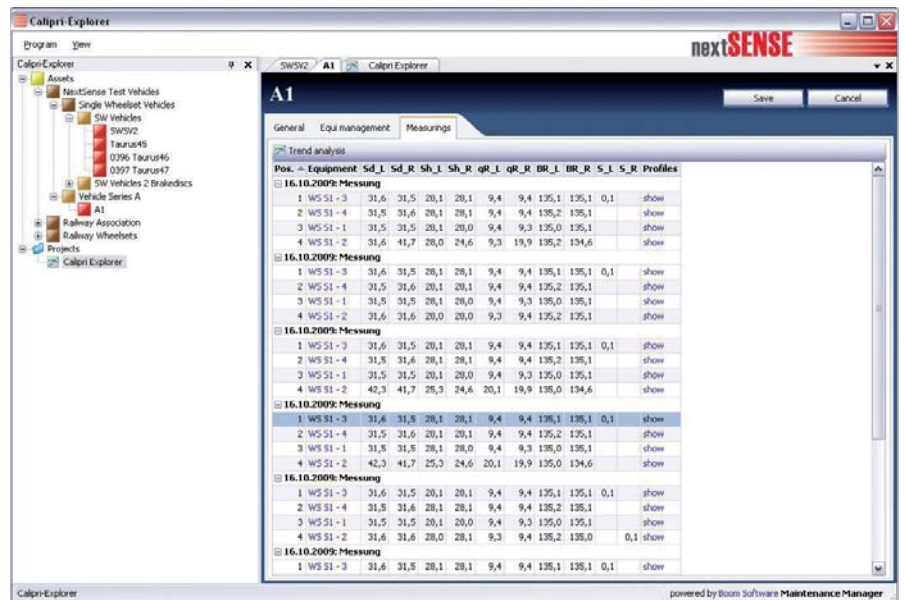 Calipri-Explorer
Program View
nextSENSE
Calipri-Explorer
SWSV2 A1 Calipri Explorer
Assets
NextSense Test Vehicles
Single Wheelset Vehicles
SW Vehicles
SWSV2
Taurus45
0396 Taurus46
0397 Taurus47
SW Vehicles 2 Brakediscs
Vehicle Series A
A1
Railway Association
Railway Wheelsets
Projects
Calipri Explorer
A1
Save Cancel
General Equi management Measurings
Trend analysis
Pos. Equipment Sd_L Sd_R Sh_L Sh_R qR_L qR_R BR_L BR_R S_L S_R Profiles
16.10.2009: Messung
1 WS S1 - 3 31,6 31,5 28,1 28,1 9,4 9,4 135,1 135,1 0,1 show
2 WS S1 - 4 31,5 31,6 28,1 28,1 9,4 9,4 135,2 135,1 show
3 WS S1 - 1 31,5 31,5 28,1 28,0 9,4 9,3 135,0 135,1 show
4 WS S1 - 2 31,6 41,7 28,0 24,6 9,3 19,9 135,2 134,6 show
16.10.2009: Messung
1 WS S1 - 3 31,6 31,5 28,1 28,1 9,4 9,4 135,1 135,1 0,1 show
2 WS S1 - 4 31,5 31,6 28,1 28,1 9,4 9,4 135,2 135,1 show
3 WS S1 - 1 31,5 31,5 28,1 28,0 9,4 9,3 135,0 135,1 show
4 WS S1 - 2 31,6 31,6 28,0 28,0 9,3 9,4 135,2 135,1 show
16.10.2009: Messung
1 WS S1 - 3 31,6 31,5 28,1 28,1 9,4 9,4 135,1 135,1 0,1 show
2 WS S1 - 4 31,5 31,6 28,1 28,1 9,4 9,4 135,2 135,1 show
3 WS S1 - 1 31,5 31,5 28,1 28,0 9,4 9,3 135,0 135,1 show
4 WS S1 - 2 42,3 41,7 25,3 24,6 20,1 19,9 135,0 134,6 show
16.10.2009: Messung
1 WS S1 - 3 31,6 31,5 28,1 28,1 9,4 9,4 135,1 135,1 0,1 show
2 WS S1 - 4 31,5 31,6 28,1 28,1 9,4 9,4 135,2 135,1 show
3 WS S1 - 1 31,5 31,5 28,1 28,0 9,4 9,3 135,0 135,1 show
4 WS S1 - 2 42,3 41,7 25,3 24,6 20,1 19,9 135,0 134,6 show
16.10.2009: Messung
1 WS S1 - 3 31,6 31,5 28,1 28,1 9,4 9,4 135,1 135,1 0,1 show
2 WS S1 - 4 31,5 31,6 28,1 28,1 9,4 9,4 135,2 135,1 show
3 WS S1 - 1 31,5 31,5 28,1 28,0 9,4 9,3 135,0 135,1 show
4 WS S1 - 2 31,6 31,6 28,0 28,1 9,3 9,4 135,2 135,0 0,1 show
16.10.2009: Messung
1 WS S1 - 3 31,6 31,5 28,1 28,1 9,4 9,4 135,1 135,1 0,1 show
Calipri-Explorer
powered by Boom Software Maintenance Manager